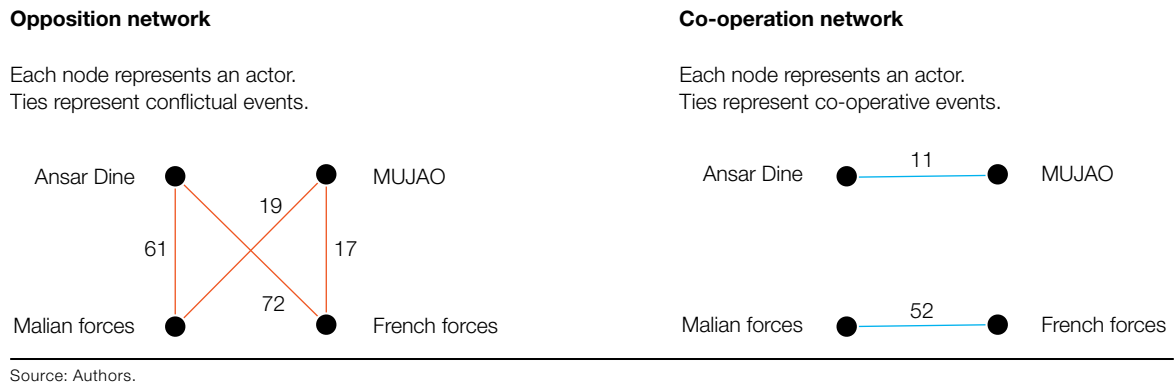 Opposition network
Each node represents an actor.
Ties represent conflictual events.
Ansar Dine
MUJAO
19
61
17
72
Malian forces
French forces
Co-operation network
Each node represents an actor.
Ties represent co-operative events.
11
Ansar Dine
MUJAO
52
Malian forces
French forces
Source: Authors.